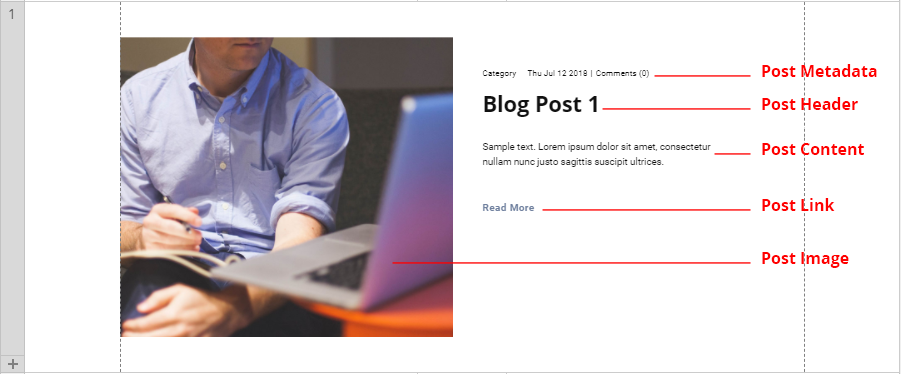 1
Category Thu Jul 12 2018 | Comments (0)
Post Metadata
Blog Post 1
Post Header
Sample text. Lorem ipsum dolor sit amet, consectetur
nullam nunc justo sagittis suscipit ultrices.
Post Content
Read More
Post Link
Post Image